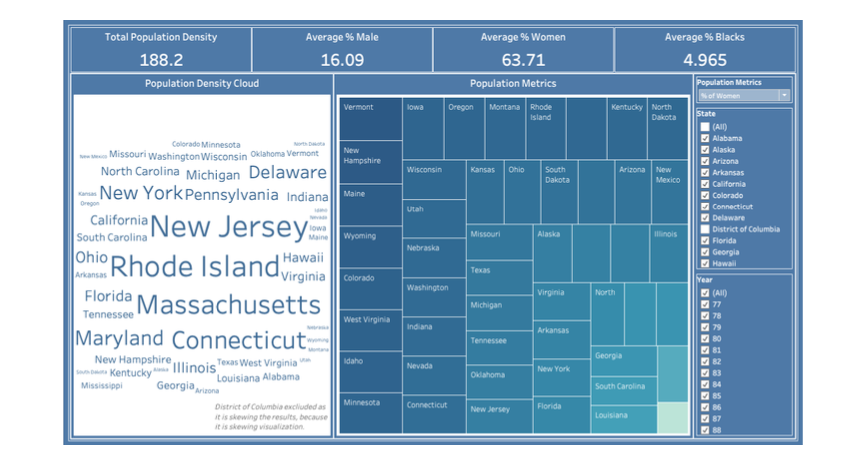 Total Population Density
Average % Male
Average % Women
Average % Blacks
188.2
16.09
63.71
4.965
Population Density Cloud
Colorado Minnesota
North Dakota
New Mexico Missouri Washington Wisconsin Oklahoma Vermont
North Carolina Michigan Delaware
Kansas New York Pennsylvania Indiana
Oregon
Idaho
California New Jersey Nevada
Iowa
South Carolina Maine
Ohio Rhode Island Hawaii
Arkansas Virginia
Florida Massachusetts
Tennessee
Nebraska
Maryland Connecticut Wyoming
Montana
New Hampshire Illinois Texas West Virginia Utah
South Dakota Kentucky Alaska Louisiana Alabama
Mississippi Georgia Arizona
District of Columbia exclluded as
it is skewing the results, because
it is skewing visualization.
Population Metrics
Vermont
New
Hampshire
Maine
Wyoming
Colorado
West Virginia
Idaho
Minnesota
Iowa
Oregon
Montana
Rhode
Island
Kentucky
North
Dakota
Wisconsin
Utah
Nebraska
Washington
Indiana
Nevada
Connecticut
Kansas
Ohio
South
Dakota
Arizona
New
Mexico
Missouri
Texas
Michigan
Tennessee
Oklahoma
New Jersey
Alaska
Illinois
Virginia
Arkansas
New York
Florida
North
Georgia
South Carolina
Louisiana
Population Metrics
% of Women
State
(All)
Alabama
Alaska
Arizona
Arkansas
California
Colorado
Connecticut
Delaware
District of Columbia
Florida
Georgia
Hawaii
Year
(All)
77
78
79
80
81
82
83
84
85
86
87
88